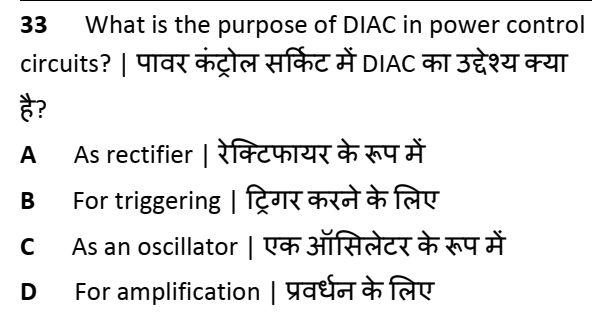 33 What is the purpose of DIAC in power control
circuits? | पावर कंट्रोल सर्किट में DIAC का उद्देश्य क्या
है?
A As rectifier | रेक्टिफायर के रूप में
B For triggering | ट्रिगर करने के लिए
C As an oscillator | एक ऑसिलेटर के रूप में
D For amplification | प्रवर्धन के लिए